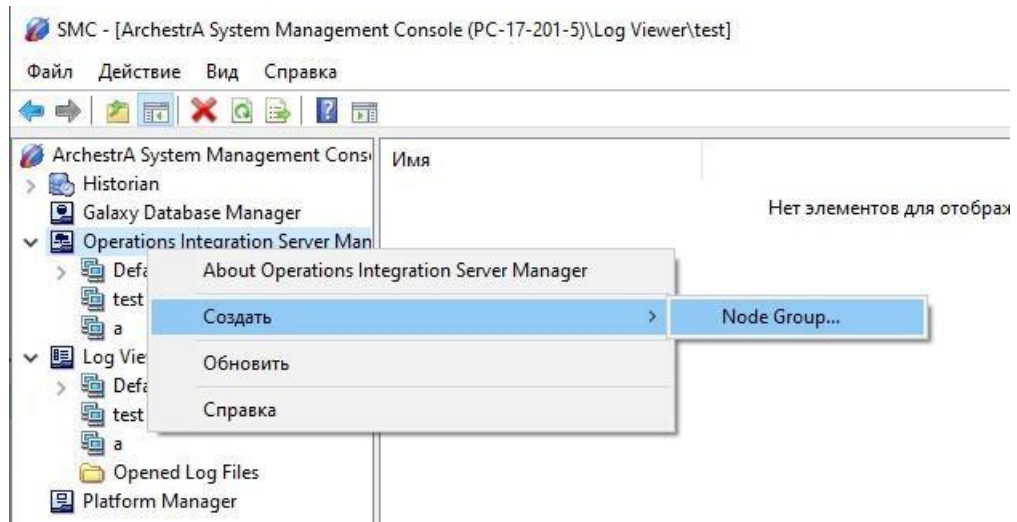 SMC - [ArchestrA System Management Console (PC-17-201-5)\Log Viewer\test]
Файл Действие Вид Справка
ArchestrA System Management Cons
Имя
Historian
Galaxy Database Manager
Нет элементов для отображ
Operations Integration Server Man
Defa
About Operations Integration Server Manager
test
Создать
Node Group...
a
Log Vie
Обновить
Defa
test
Справка
a
Opened Log Files
Platform Manager